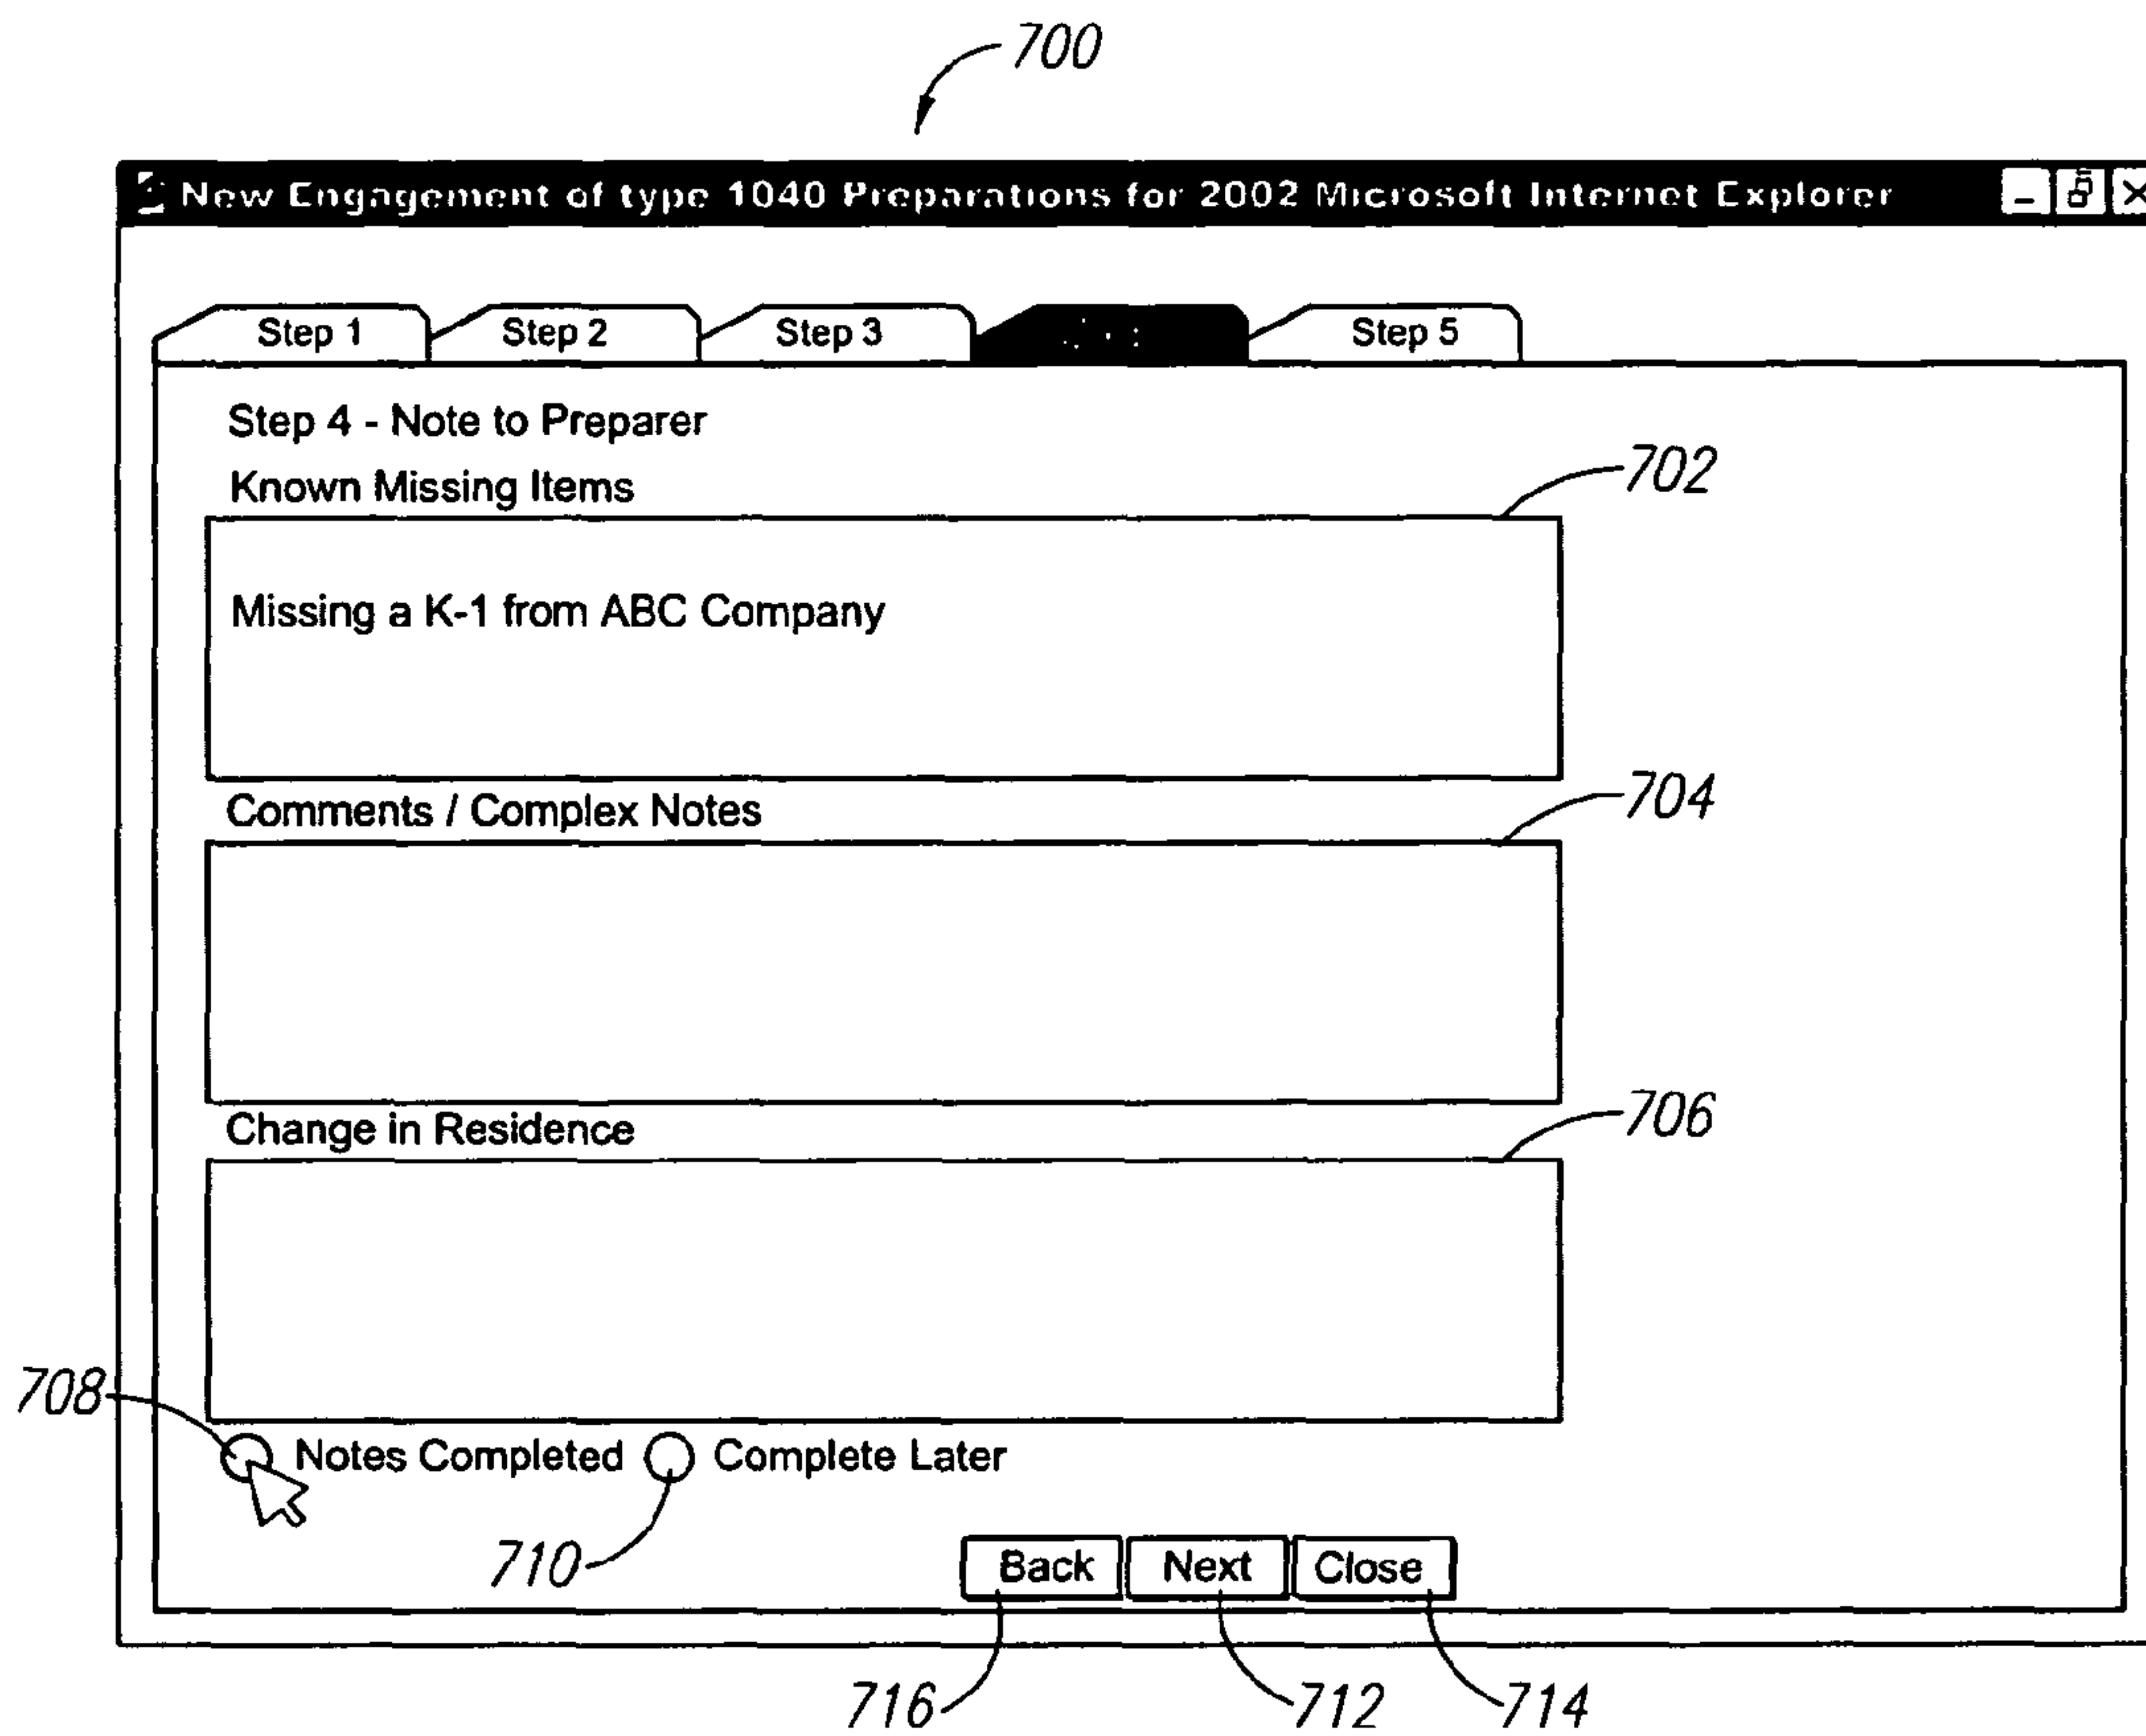 700
New Engagement of type 1040 Preparations for 2002 Microsoft Internet Explorer
Step 1 Step 2 Step 3 Step 5
Step 4 - Note to Preparer
Known Missing Items
702
Missing a K-1 from ABC Company
Comments / Complex Notes
704
Change in Residence
706
708
Notes Completed Complete Later
710
Back Next Close
716 712 714